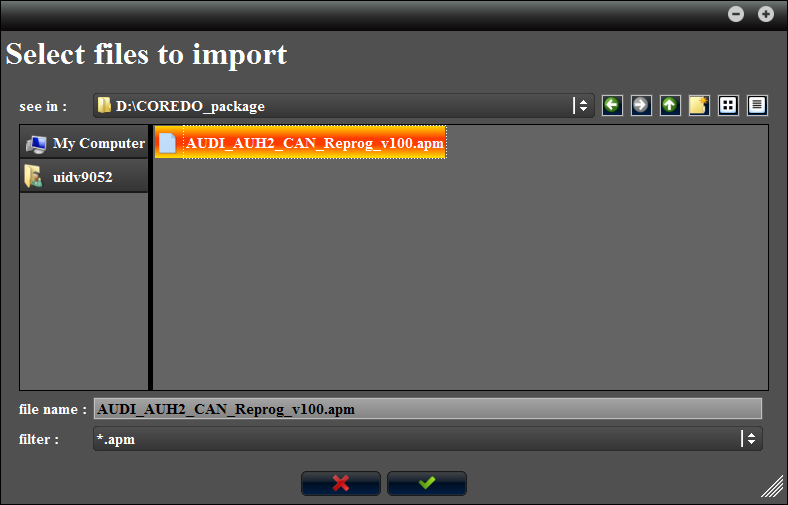 Select files to import
see in :
D:\COREDO_package
My Computer
AUDI_AUH2_CAN_Reprog_v100.apm
uidv9052
file name :
AUDI_AUH2_CAN_Reprog_v100.apm
filter :
*.apm